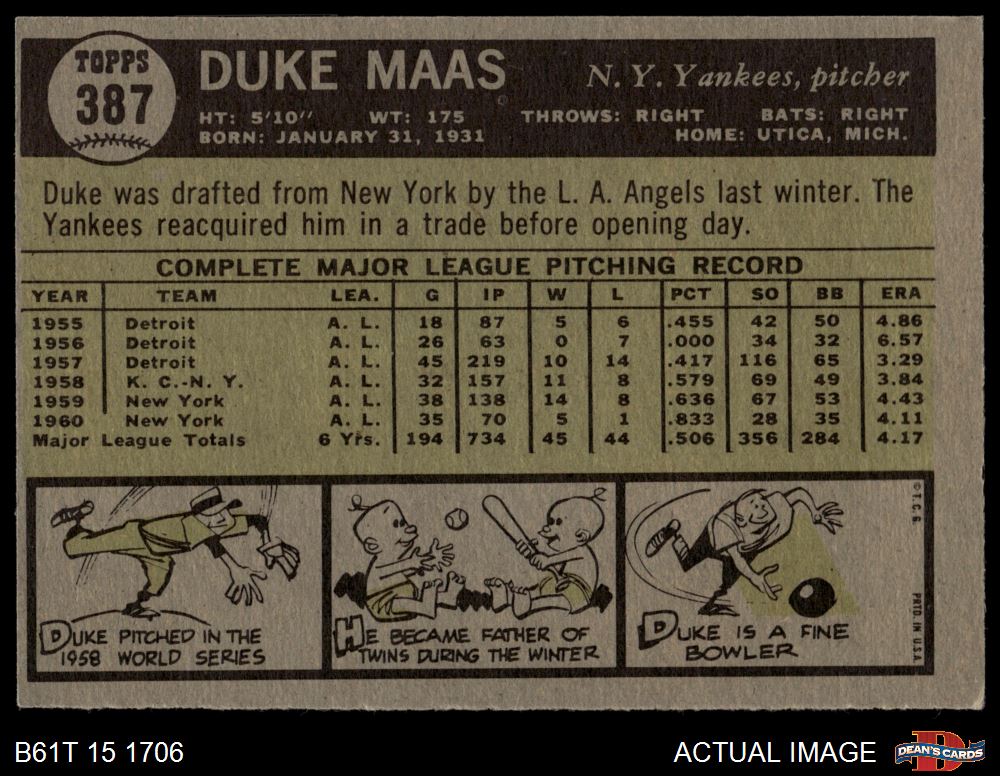 TOPPS
387
DUKE MAAS
N. Y. Yankees, pitcher
HT: 5'10" WT: 175 THROWS: RIGHT BATS: RIGHT
BORN: JANUARY 31, 1931 HOME: UTICA, MICH.
Duke was drafted from New York by the L. A. Angels last winter. The
Yankees reacquired him in a trade before opening day.
COMPLETE MAJOR LEAGUE PITCHING RECORD
YEAR TEAM LEA. G IP W L PCT SO BB ERA
1955 Detroit A. L. 18 87 5 6 .455 42 50 4.86
1956 Detroit A. L. 26 63 0 7 .000 34 32 6.57
1957 Detroit A. L. 45 219 10 14 .417 116 65 3.29
1958 K. C.-N. Y. A. L. 32 157 11 8 .579 69 49 3.84
1959 New York A. L. 38 138 14 8 .636 67 53 4.43
1960 New York A. L. 35 70 5 1 .833 28 35 4.11
Major League Totals 6 Yrs. 194 734 45 44 .506 356 284 4.17
DUKE PITCHED IN THE
1958 WORLD SERIES
HE BECAME FATHER OF
TWINS DURING THE WINTER
DUKE IS A FINE
BOWLER
© T. C. G
PRTD. IN U.S.A.
B61T 15 1706
ACTUAL IMAGE
D
DEAN'S CARDS